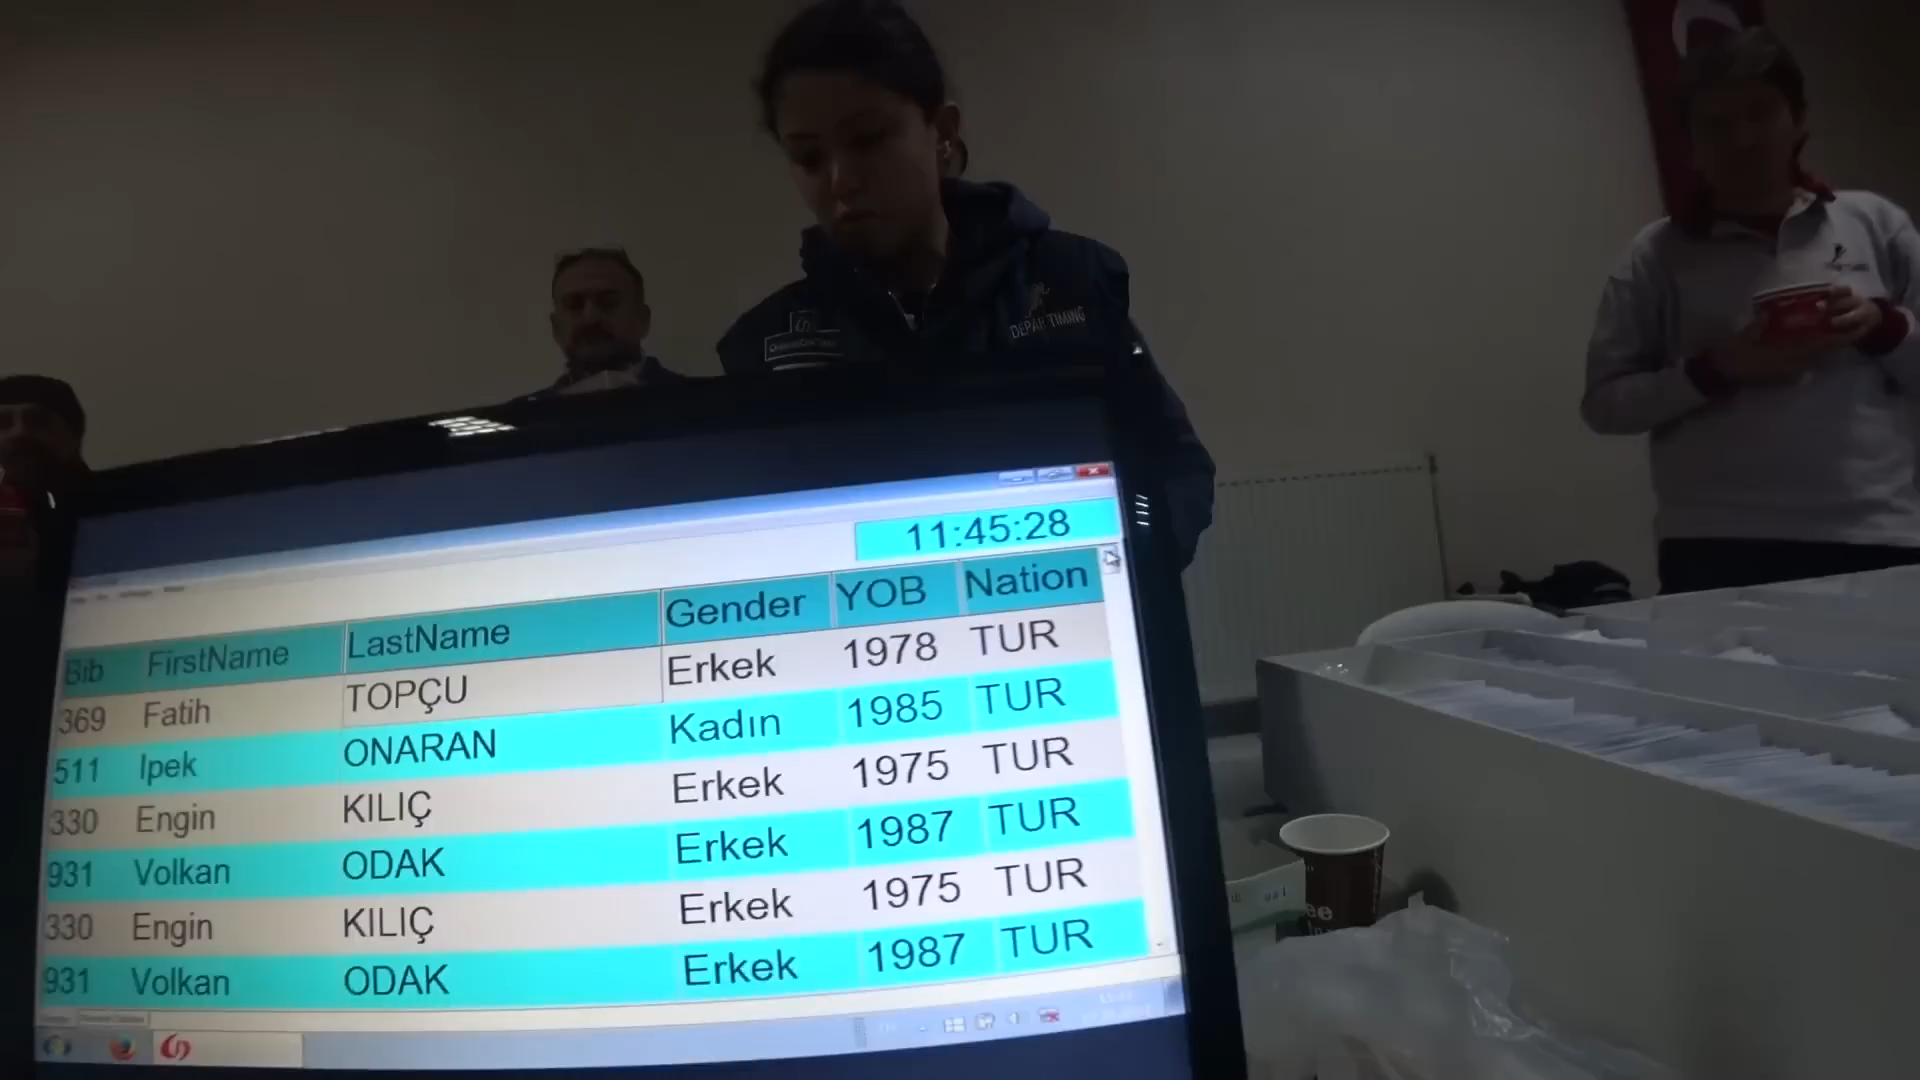 DEPAR TIMING
11:45:28
Bib FirstName LastName Gender YOB Nation
369 Fatih TOPÇU Erkek 1978 TUR
511 Ipek ONARAN Kadın 1985 TUR
330 Engin KILIÇ Erkek 1975 TUR
931 Volkan ODAK Erkek 1987 TUR
330 Engin KILIÇ Erkek 1975 TUR
931 Volkan ODAK Erkek 1987 TUR